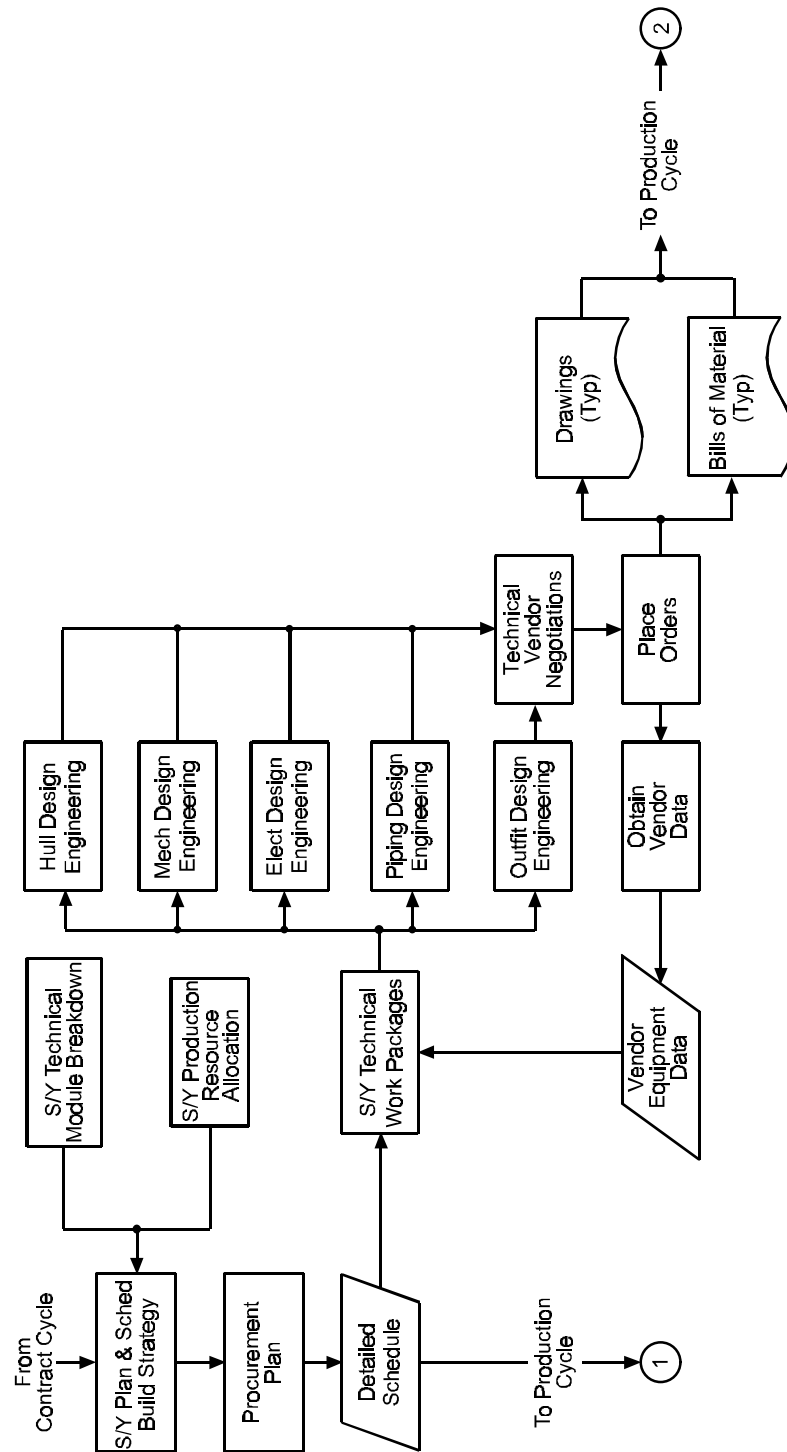 From
Contract Cycle
S/Y Plan & Sched
Build Strategy
Procurement
Plan
Detailed
Schedule
To Production
Cycle
1
S/Y Technical
Module Breakdown
S/Y Production
Resource
Allocation
S/Y Technical
Work Packages
Vendor
Equipment
Data
Hull Design
Engineering
Mech Design
Engineering
Elect Design
Engineering
Piping Design
Engineering
Outfit Design
Engineering
Obtain
Vendor
Data
Technical
Vendor
Negotiations
Place
Orders
Drawings
(Typ)
Bills of Material
(Typ)
To Production
Cycle
2